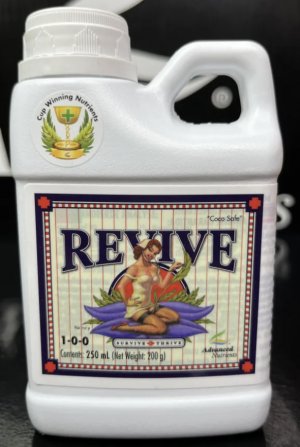 Cup Winning Nutrients
"Coco Safe"
REVIVE
1-0-0
SURVIVE + THRIVE
Contents: 250 mL (Net Weight: 200 g)
Advanced
Nutrients